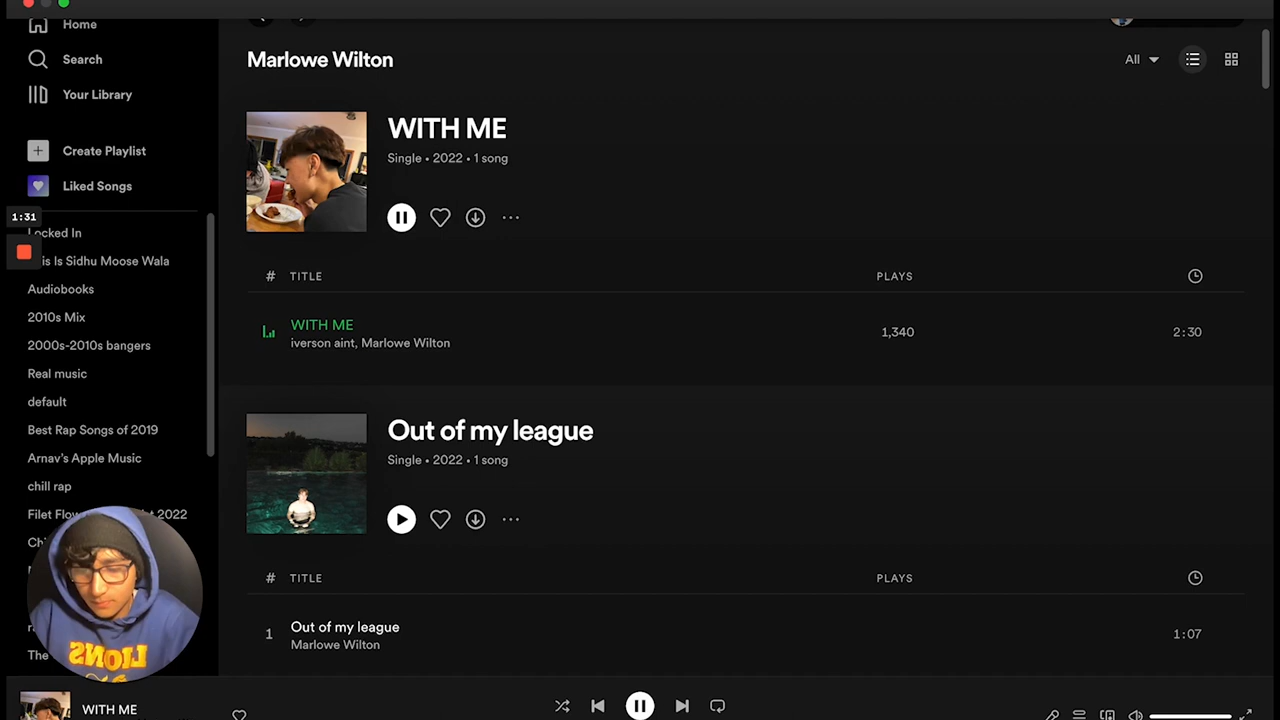 Home
Search
Your Library
Create Playlist
Liked Songs
1:31
Locked In
is Is Sidhu Moose Wala
Audiobooks
2010s Mix
2000s-2010s bangers
Real music
default
Best Rap Songs of 2019
Arnav's Apple Music
chill rap
Filet Flow 2022
The
LIONS
Marlowe Wilton
All
WITH ME
Single • 2022 • 1 song
# TITLE PLAYS
WITH ME 1,340 2:30
iverson aint, Marlowe Wilton
Out of my league
Single • 2022 • 1 song
# TITLE PLAYS
1 Out of my league 1:07
Marlowe Wilton
WITH ME